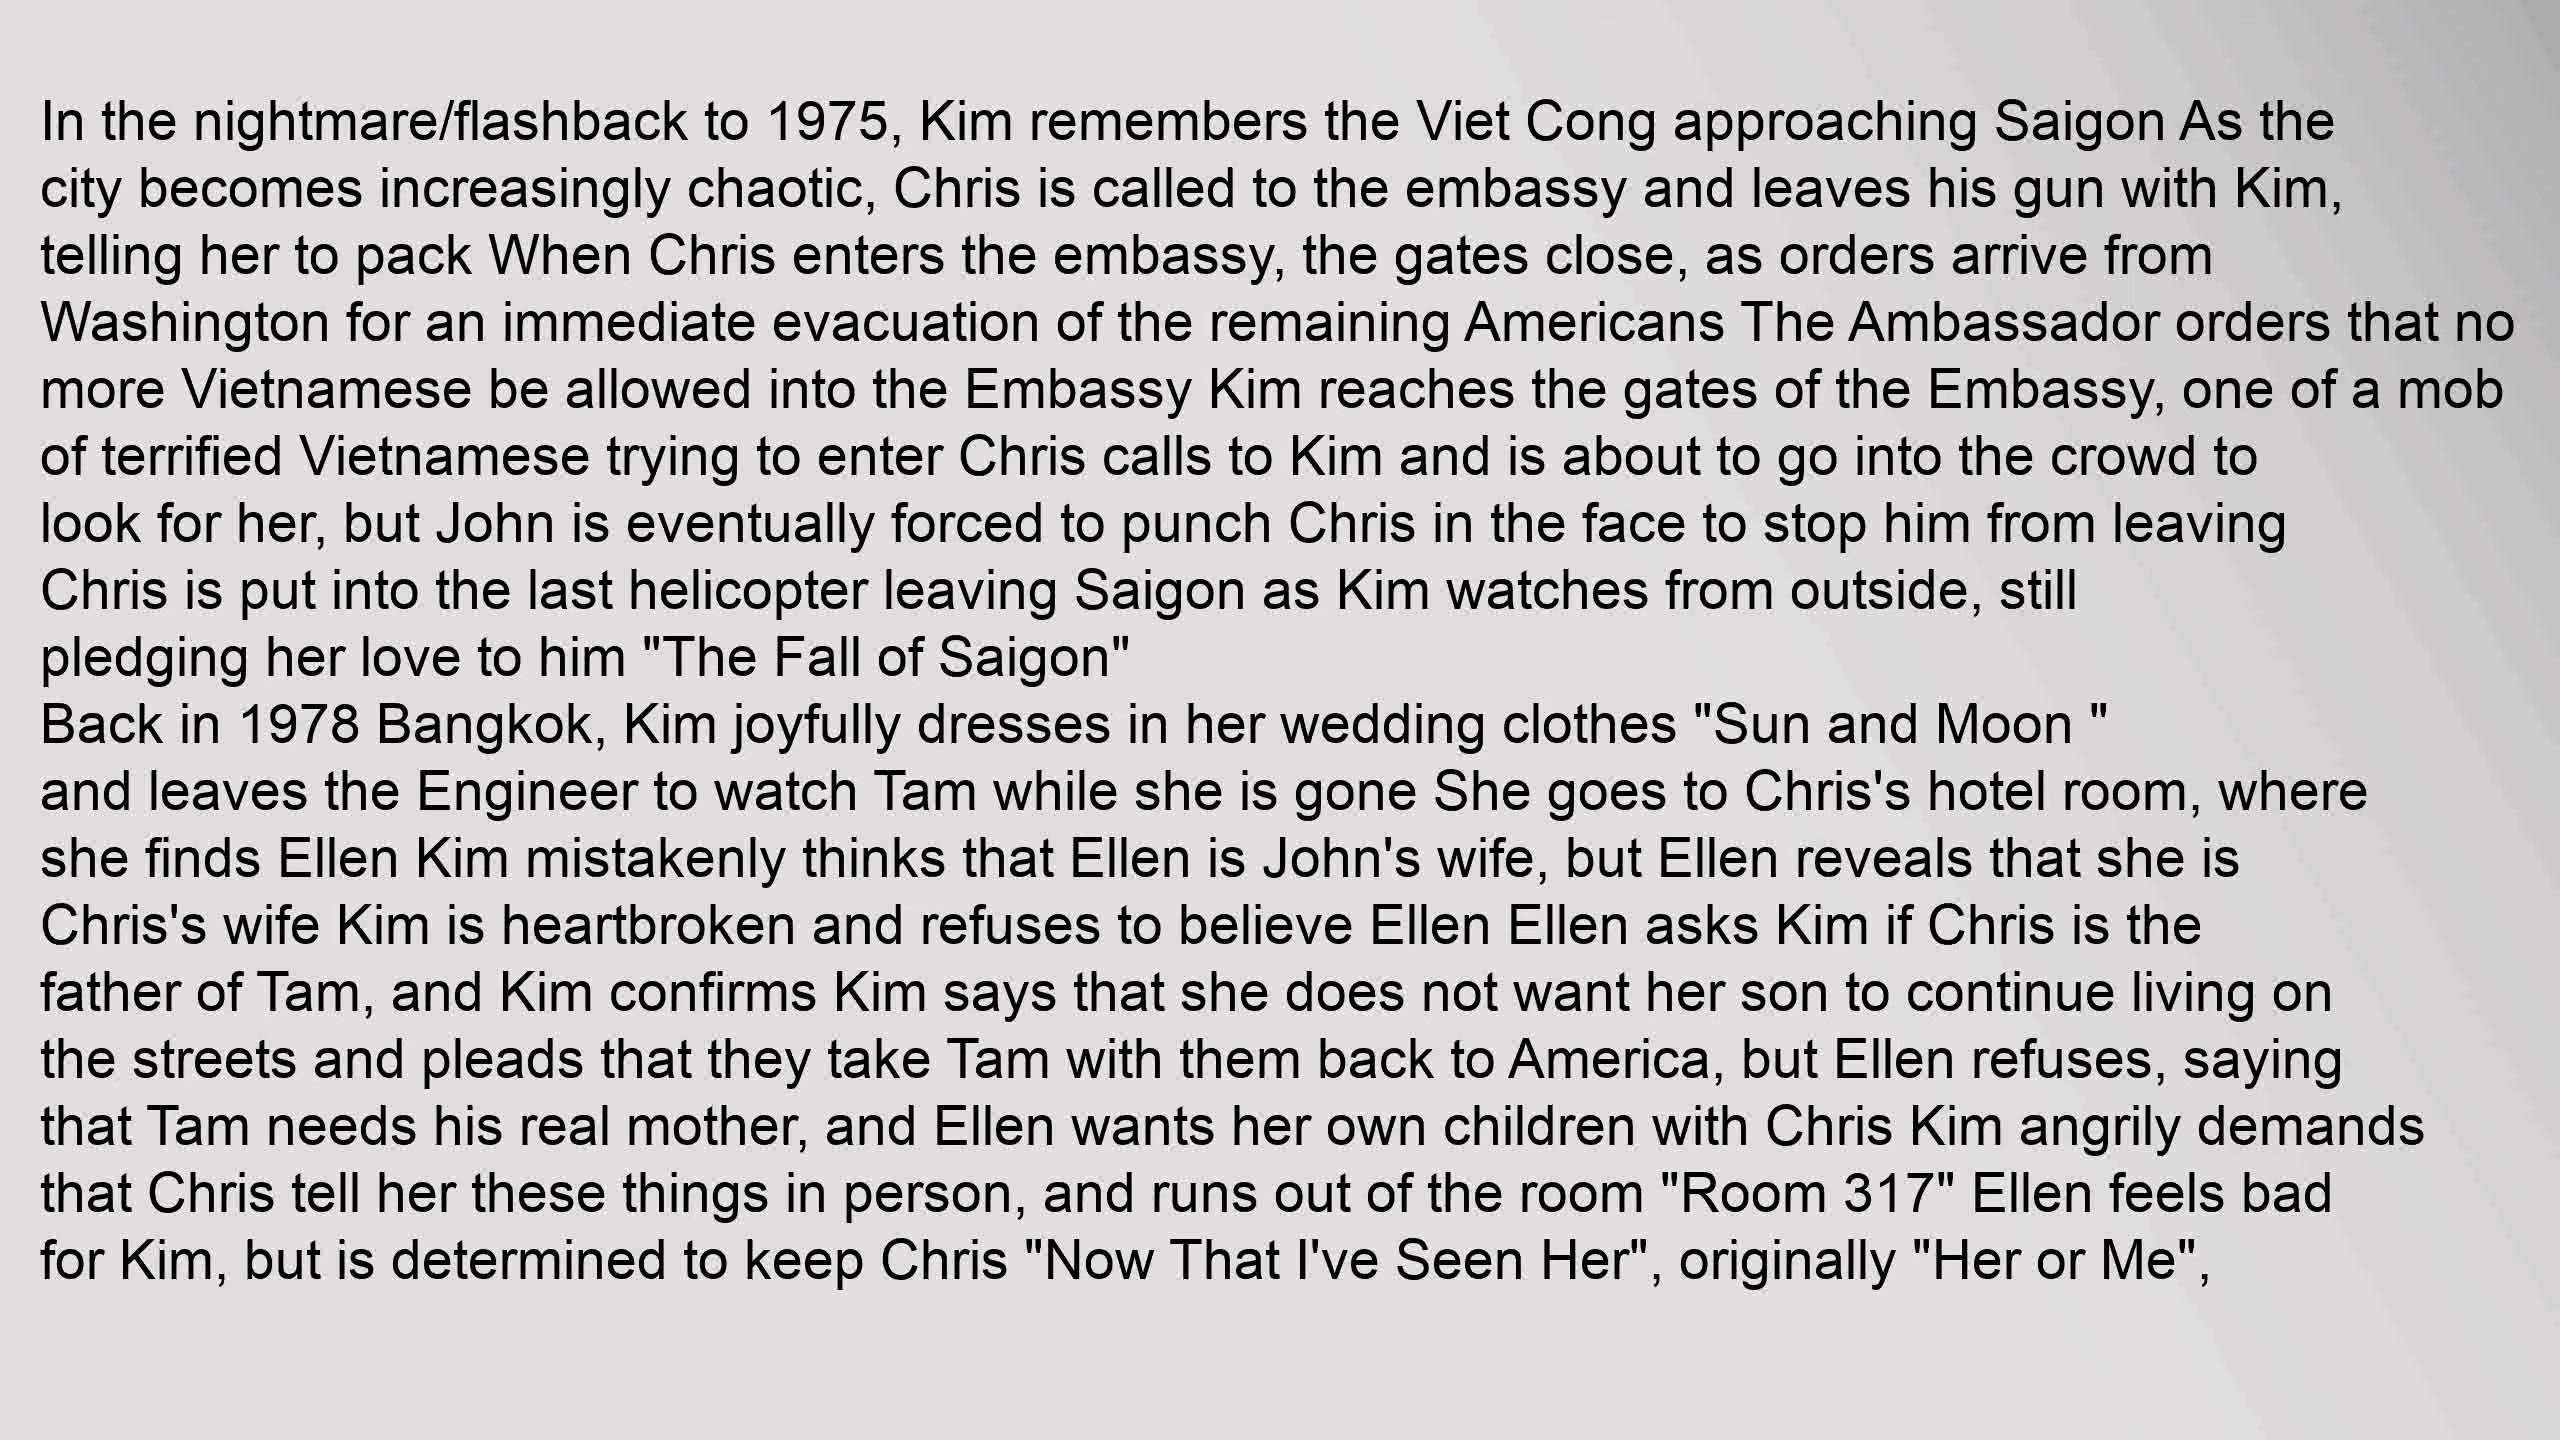 In the nightmare/flashback to 1975, Kim remembers the Viet Cong approaching Saigon As the
city becomes increasingly chaotic, Chris is called to the embassy and leaves his gun with Kim,
telling her to pack When Chris enters the embassy, the gates close, as orders arrive from
Washington for an immediate evacuation of the remaining Americans The Ambassador orders that no
more Vietnamese be allowed into the Embassy Kim reaches the gates of the Embassy, one of a mob
of terrified Vietnamese trying to enter Chris calls to Kim and is about to go into the crowd to
look for her, but John is eventually forced to punch Chris in the face to stop him from leaving
Chris is put into the last helicopter leaving Saigon as Kim watches from outside, still
pledging her love to him "The Fall of Saigon"
Back in 1978 Bangkok, Kim joyfully dresses in her wedding clothes "Sun and Moon "
and leaves the Engineer to watch Tam while she is gone She goes to Chris's hotel room, where
she finds Ellen Kim mistakenly thinks that Ellen is John's wife, but Ellen reveals that she is
Chris's wife Kim is heartbroken and refuses to believe Ellen Ellen asks Kim if Chris is the
father of Tam, and Kim confirms Kim says that she does not want her son to continue living on
the streets and pleads that they take Tam with them back to America, but Ellen refuses, saying
that Tam needs his real mother, and Ellen wants her own children with Chris Kim angrily demands
that Chris tell her these things in person, and runs out of the room "Room 317" Ellen feels bad
for Kim, but is determined to keep Chris "Now That I've Seen Her", originally "Her or Me",